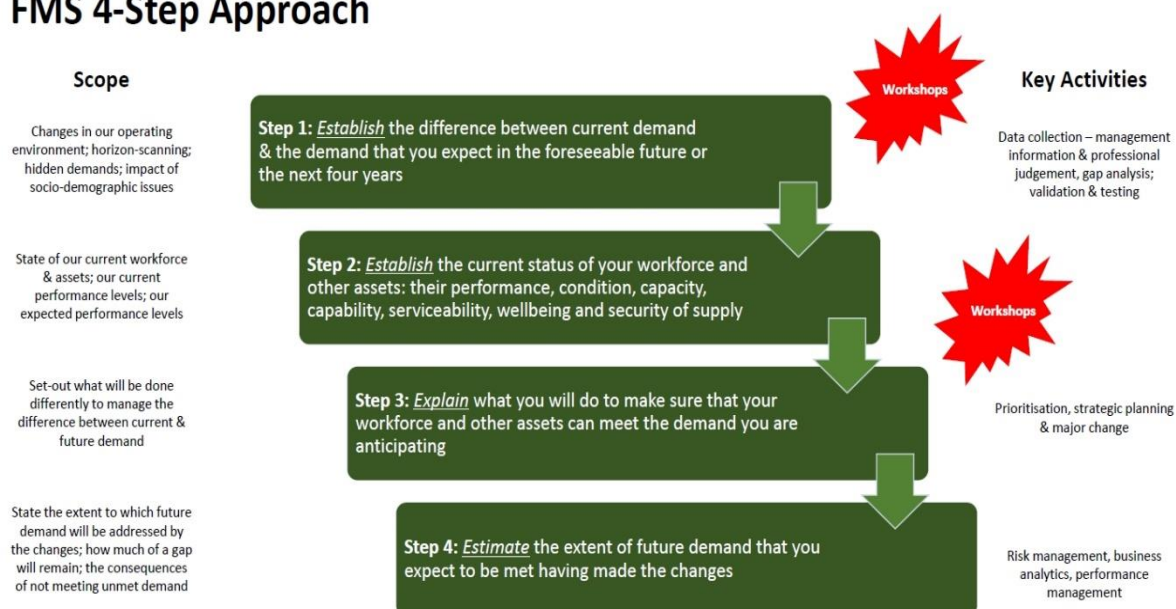 FMS 4-Step Approach
Scope
Workshops
Key Activities
Changes in our operating
environment; horizon-scanning;
hidden demands; impact of
socio-demographic issues
Step 1: Establish the difference between current demand
& the demand that you expect in the foreseeable future or
the next four years
Data collection – management
information & professional
judgement, gap analysis;
validation & testing
State of our current workforce
& assets; our current
performance levels; our
expected performance levels
Step 2: Establish the current status of your workforce and
other assets: their performance, condition, capacity,
capability, serviceability, wellbeing and security of supply
Workshops
Set-out what will be done
differently to manage the
difference between current &
future demand
Step 3: Explain what you will do to make sure that your
workforce and other assets can meet the demand you are
anticipating
Prioritisation, strategic planning
& major change
State the extent to which future
demand will be addressed by
the changes; how much of a gap
will remain; the consequences
of not meeting unmet demand
Step 4: Estimate the extent of future demand that you
expect to be met having made the changes
Risk management, business
analytics, performance
management